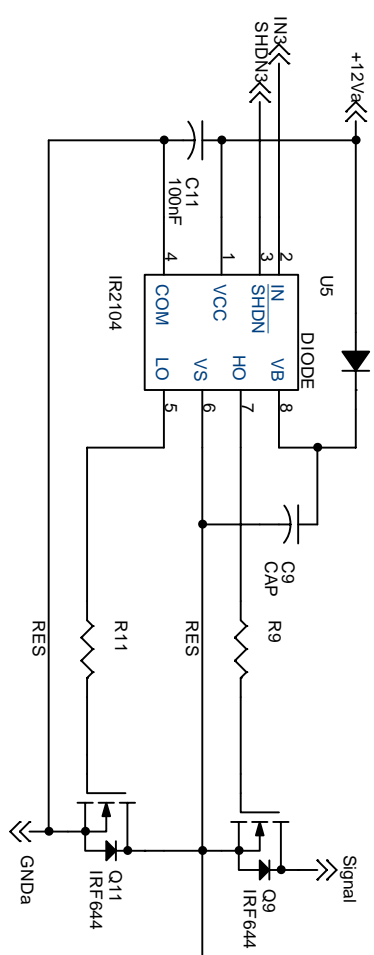 IN3
SHDN3
+12Va
C11
100nF
4
1
3
2
U5
IR2104
COM
VCC
SHDN
IN
DIODE
LO
VS
HO
VB
5
6
7
8
C9
CAP
R11
RES
R9
RES
Q11
IRF644
Q9
IRF644
GNDa
Signal